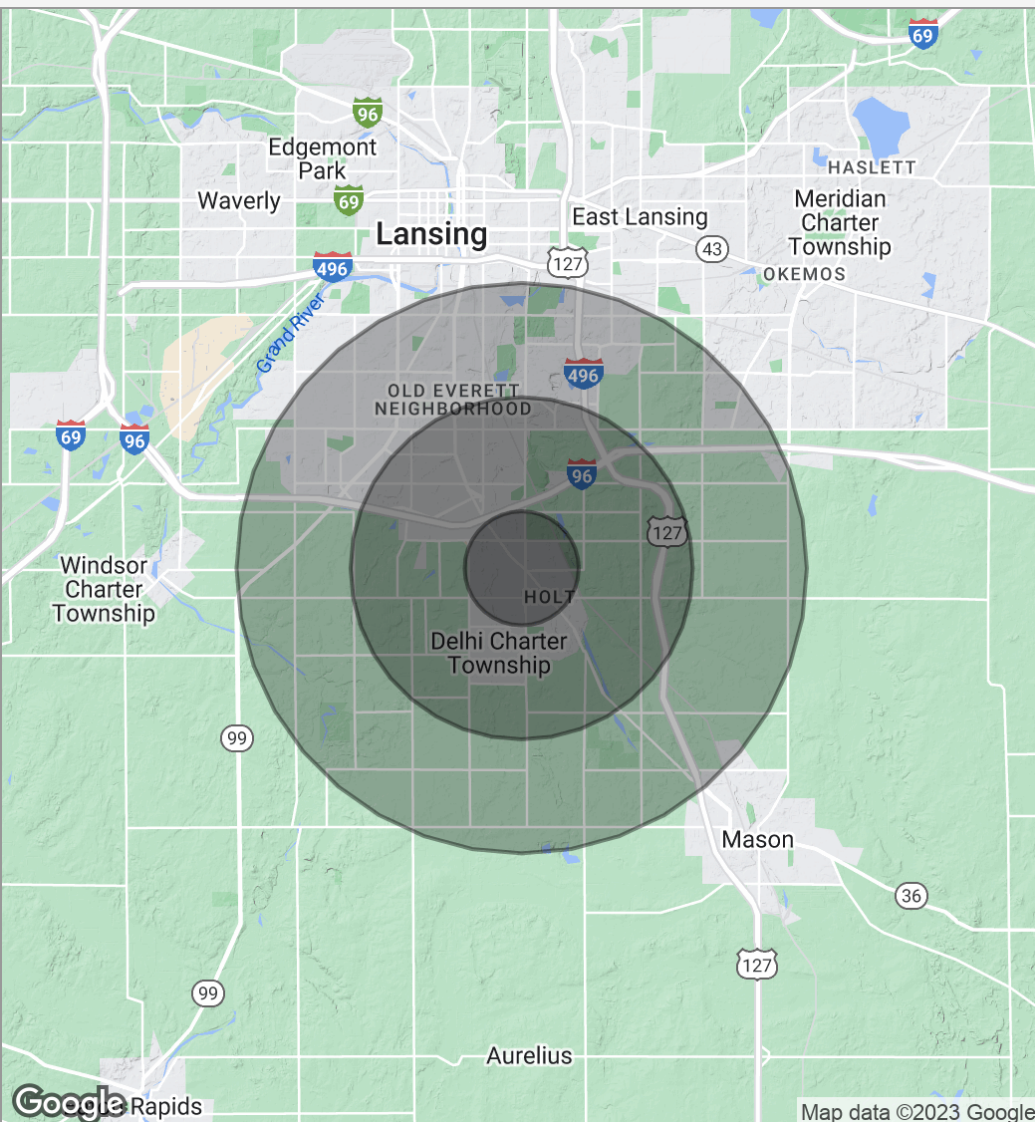 69
96
Edgemont
Park
HASLETT
Waverly
69
Meridian
Charter
Township
East Lansing
Lansing
43
127
496
OKEMOS
Grand River
496
OLD EVERETT
NEIGHBORHOOD
69
96
96
127
Windsor
Charter
Township
HOLT
Delhi Charter
Township
99
Mason
36
127
99
Aurelius
Google
Rapids
Map data ©2023 Google